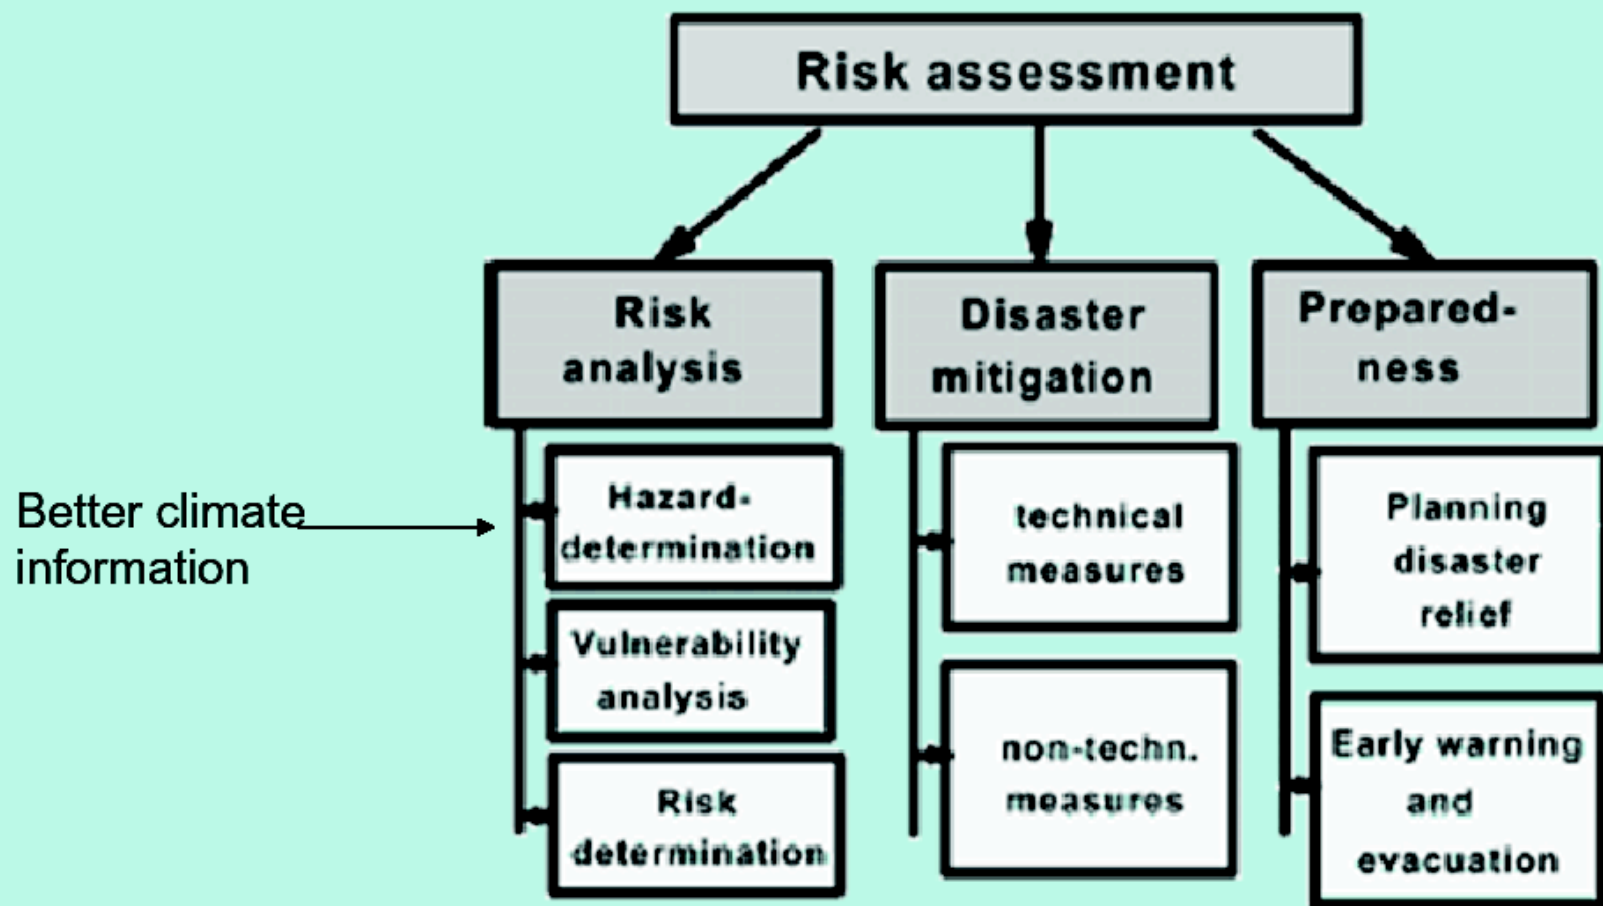 Risk assessment
Risk
analysis
Disaster
mitigation
Prepared-
ness
Better climate
information
Hazard-
determination
Vulnerability
analysis
Risk
determination
technical
measures
non-techn.
measures
Planning
disaster
relief
Early warning
and
evacuation